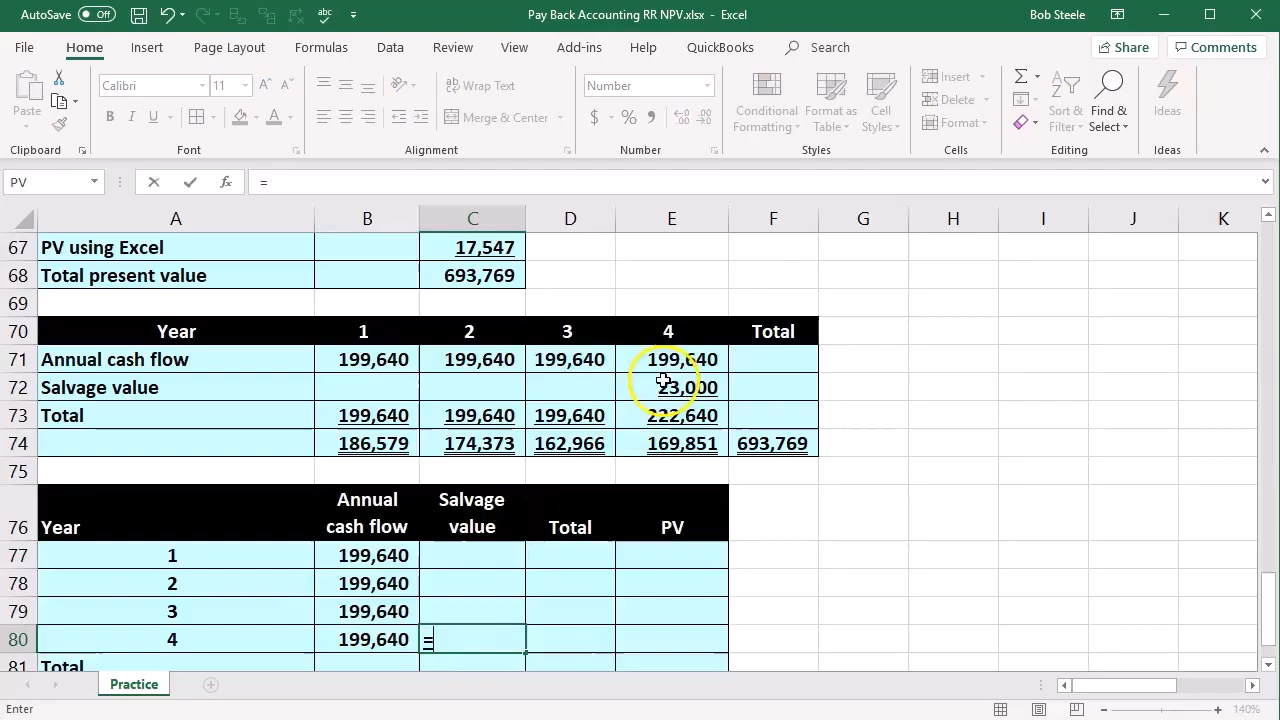 AutoSave Off Pay Back Accounting RR NPV.xlsx - Excel Bob Steele
File Home Insert Page Layout Formulas Data Review View Add-ins Help QuickBooks Search Share Comments
Paste Calibri 11 Wrap Text Merge & Center Number Conditional Formatting Format as Table Cell Styles Insert Delete Format Sort & Filter Find & Select Ideas
Clipboard Font Alignment Number Styles Cells Editing Ideas
PV fx =
A B C D E F G H I J K
67 PV using Excel 17,547
68 Total present value 693,769
69
70 Year 1 2 3 4 Total
71 Annual cash flow 199,640 199,640 199,640 199,640
72 Salvage value 23,000
73 Total 199,640 199,640 199,640 222,640
74 186,579 174,373 162,966 169,851 693,769
75
76 Year Annual cash flow Salvage value Total PV
77 1 199,640
78 2 199,640
79 3 199,640
80 4 199,640 =
81 Total
Practice
Enter 140%